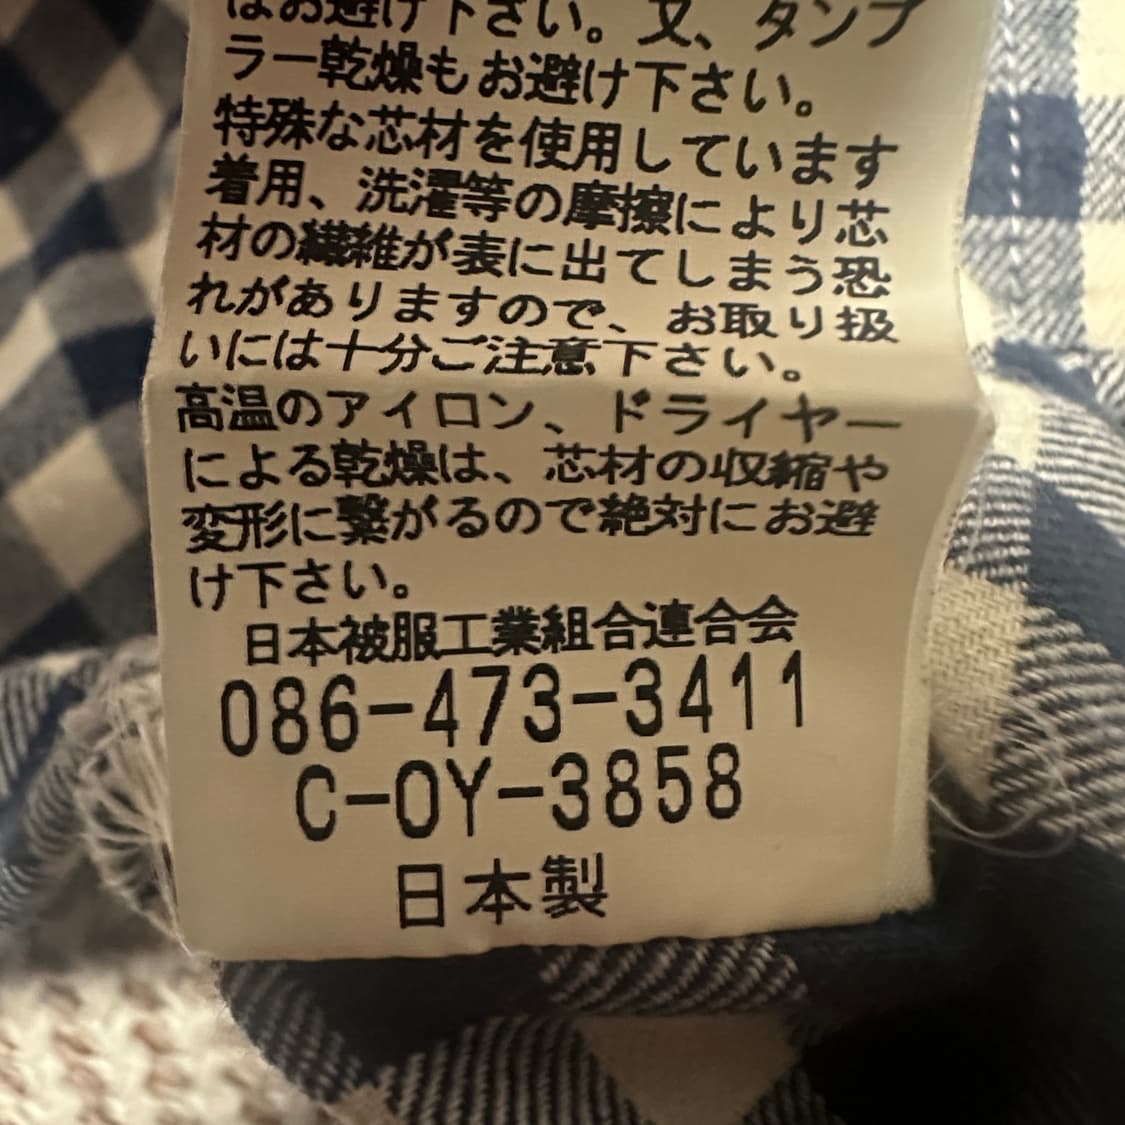 はお避け下さい。又、タンブ
ラー乾燥もお避け下さい。
特殊な芯材を使用しています
着用、洗濯等の摩擦により芯
材の繊維が表に出てしまう恐
れがありますので、お取り扱
いには十分ご注意下さい。
高温のアイロン、ドライヤー
による乾燥は、芯材の収縮や
変形に繋がるので絶対にお避
け下さい。
日本被服工業組合連合会
086-473-3411
C-OY-3858
日本製